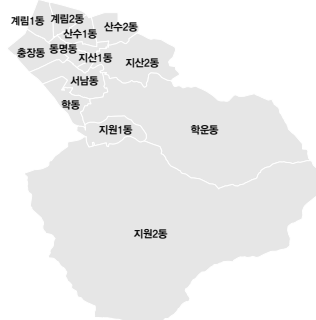 계림1동
계림2동
산수2동
산수1동
충장동
동명동
지산1동
지산2동
서남동
학동
지원1동
학운동
지원2동